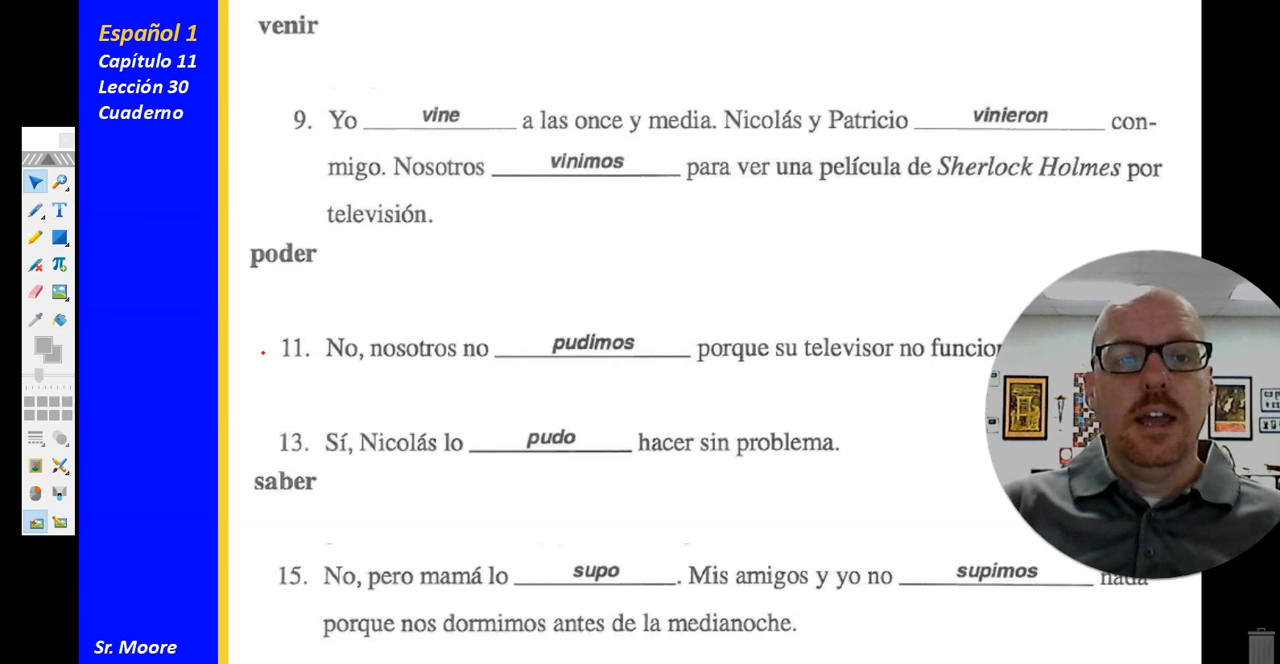 Español 1
Capítulo 11
Lección 30
Cuaderno
venir
9. Yo vine a las once y media. Nicolás y Patricio vinieron con-
migo. Nosotros vinimos para ver una película de Sherlock Holmes por
televisión.
poder
11. No, nosotros no pudimos porque su televisor no
13. Sí, Nicolás lo pudo hacer sin problema.
saber
15. No, pero mamá lo supo. Mis amigos y yo no supimos nada
porque nos dormimos antes de la medianoche.
Sr. Moore